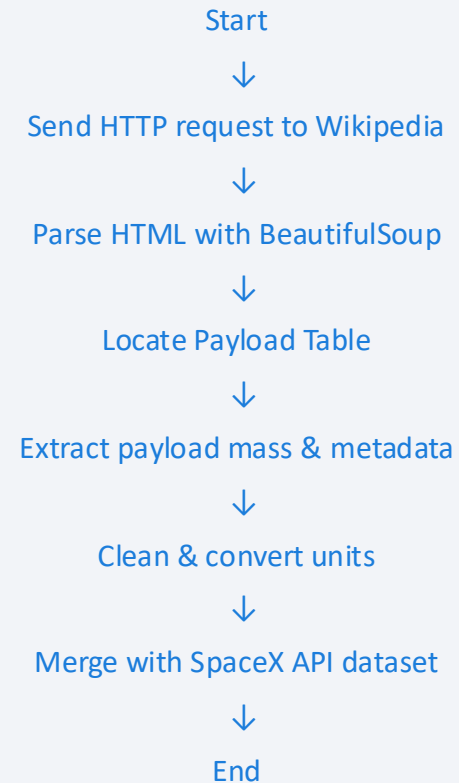 Start
↓
Send HTTP request to Wikipedia
↓
Parse HTML with BeautifulSoup
↓
Locate Payload Table
↓
Extract payload mass & metadata
↓
Clean & convert units
↓
Merge with SpaceX API dataset
↓
End